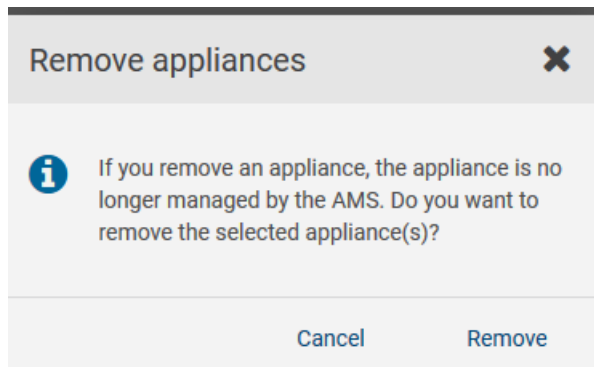 Remove appliances
If you remove an appliance, the appliance is no
longer managed by the AMS. Do you want to
remove the selected appliance(s)?
Cancel Remove